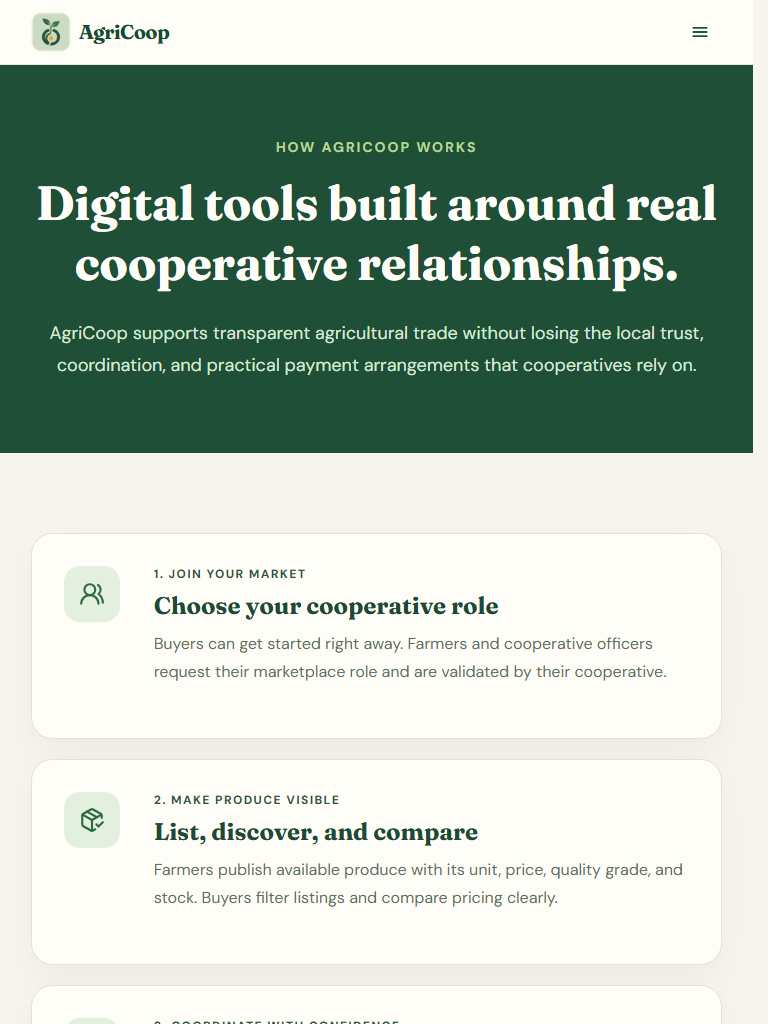 AgriCoop
HOW AGRICOOP WORKS
Digital tools built around real
cooperative relationships.
AgriCoop supports transparent agricultural trade without losing the local trust,
coordination, and practical payment arrangements that cooperatives rely on.
1. JOIN YOUR MARKET
Choose your cooperative role
Buyers can get started right away. Farmers and cooperative officers
request their marketplace role and are validated by their cooperative.
2. MAKE PRODUCE VISIBLE
List, discover, and compare
Farmers publish available produce with its unit, price, quality grade, and
stock. Buyers filter listings and compare pricing clearly.
3. COORDINATE WITH CONFIDENCE